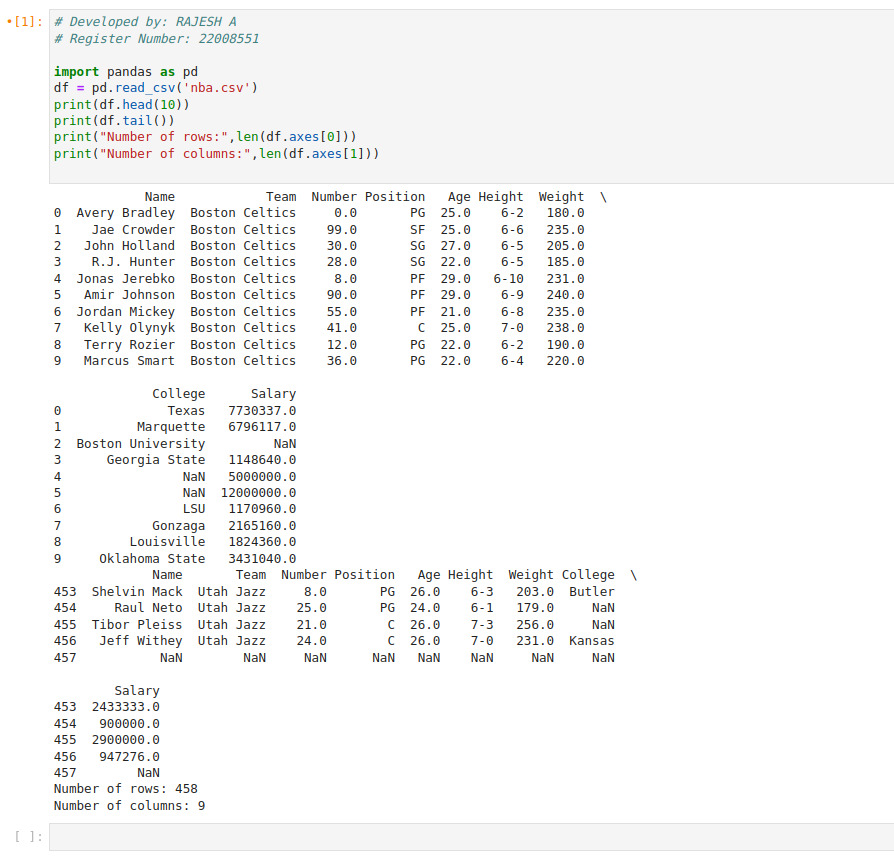 •[1]: # Developed by: RAJESH A
# Register Number: 22008551
import pandas as pd
df = pd.read_csv('nba.csv')
print(df.head(10))
print(df.tail())
print("Number of rows:",len(df.axes[0]))
print("Number of columns:",len(df.axes[1]))
Name Team Number Position Age Height Weight \
0 Avery Bradley Boston Celtics 0.0 PG 25.0 6-2 180.0
1 Jae Crowder Boston Celtics 99.0 SF 25.0 6-6 235.0
2 John Holland Boston Celtics 30.0 SG 27.0 6-5 205.0
3 R.J. Hunter Boston Celtics 28.0 SG 22.0 6-5 185.0
4 Jonas Jerebko Boston Celtics 8.0 PF 29.0 6-10 231.0
5 Amir Johnson Boston Celtics 90.0 PF 29.0 6-9 240.0
6 Jordan Mickey Boston Celtics 55.0 PF 21.0 6-8 235.0
7 Kelly Olynyk Boston Celtics 41.0 C 25.0 7-0 238.0
8 Terry Rozier Boston Celtics 12.0 PG 22.0 6-2 190.0
9 Marcus Smart Boston Celtics 36.0 PG 22.0 6-4 220.0
College Salary
0 Texas 7730337.0
1 Marquette 6796117.0
2 Boston University NaN
3 Georgia State 1148640.0
4 NaN 5000000.0
5 NaN 12000000.0
6 LSU 1170960.0
7 Gonzaga 2165160.0
8 Louisville 1824360.0
9 Oklahoma State 3431040.0
Name Team Number Position Age Height Weight College \
453 Shelvin Mack Utah Jazz 8.0 PG 26.0 6-3 203.0 Butler
454 Raul Neto Utah Jazz 25.0 PG 24.0 6-1 179.0 NaN
455 Tibor Pleiss Utah Jazz 21.0 C 26.0 7-3 256.0 NaN
456 Jeff Withey Utah Jazz 24.0 C 26.0 7-0 231.0 Kansas
457 NaN NaN NaN NaN NaN NaN NaN NaN
Salary
453 2433333.0
454 900000.0
455 2900000.0
456 947276.0
457 NaN
Number of rows: 458
Number of columns: 9
[ ]: